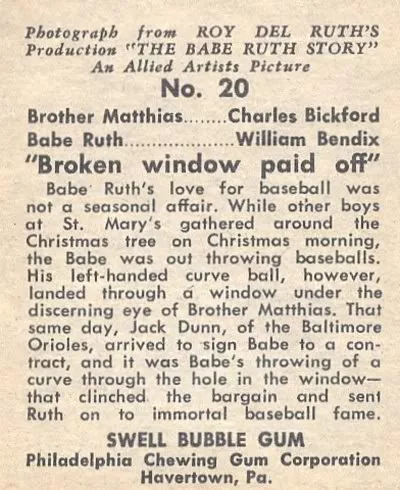 Photograph from ROY DEL RUTH'S
Production "THE BABE RUTH STORY"
An Allied Artists Picture
No. 20
Brother Matthias........Charles Bickford
Babe Ruth....................William Bendix
"Broken window paid off"
Babe Ruth's love for baseball was
not a seasonal affair. While other boys
at St. Mary's gathered around the
Christmas tree on Christmas morning,
the Babe was out throwing baseballs.
His left-handed curve ball, however,
landed through a window under the
discerning eye of Brother Matthias. That
same day, Jack Dunn, of the Baltimore
Orioles, arrived to sign Babe to a con-
tract, and it was Babe's throwing of a
curve through the hole in the window—
that clinched the bargain and sent
Ruth on to immortal baseball fame.
SWELL BUBBLE GUM
Philadelphia Chewing Gum Corporation
Havertown, Pa.